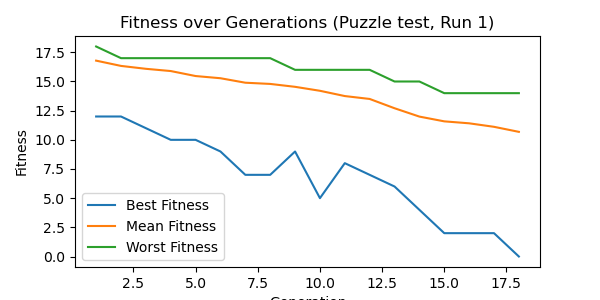 Fitness over Generations (Puzzle test, Run 1)
Fitness
17.5
15.0
12.5
10.0
7.5
5.0
2.5
0.0
Best Fitness
Mean Fitness
Worst Fitness
2.5 5.0 7.5 10.0 12.5 15.0 17.5
Generation